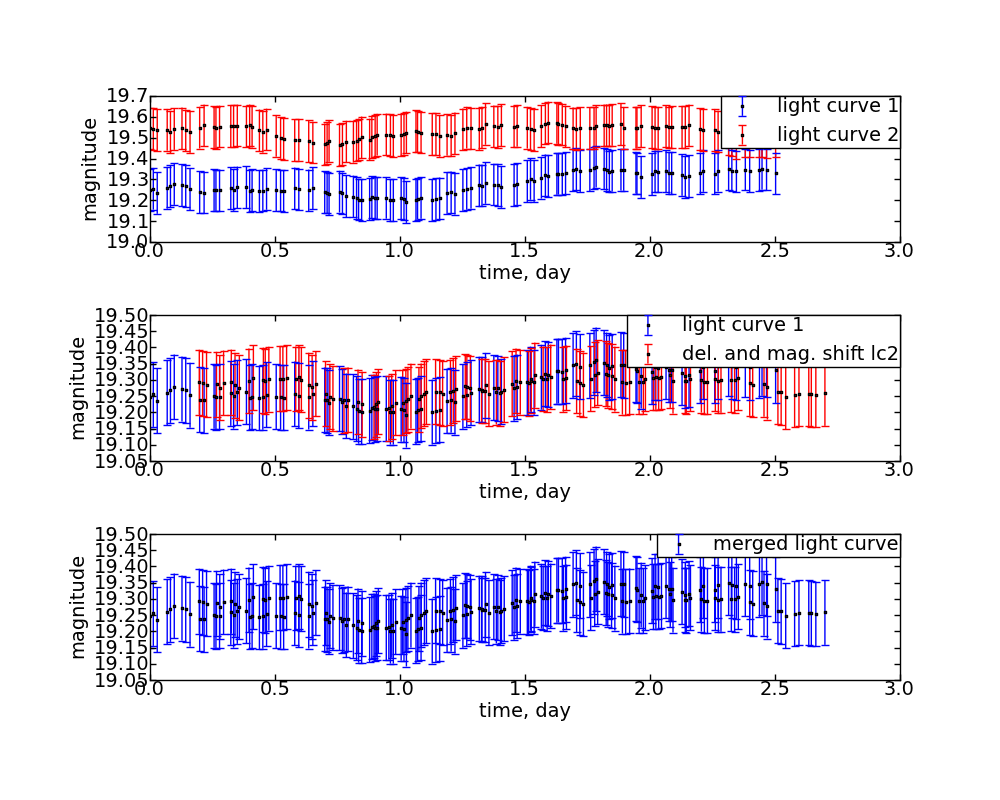 19.7
19.6
19.5
19.4
19.3
19.2
19.1
19.0
magnitude
light curve 1
light curve 2
0.0 0.5 1.0 1.5 2.0 2.5 3.0
time, day
19.50
19.45
19.40
19.35
19.30
19.25
19.20
19.15
19.10
19.05
magnitude
light curve 1
del. and mag. shift lc2
0.0 0.5 1.0 1.5 2.0 2.5 3.0
time, day
19.50
19.45
19.40
19.35
19.30
19.25
19.20
19.15
19.10
19.05
magnitude
merged light curve
0.0 0.5 1.0 1.5 2.0 2.5 3.0
time, day